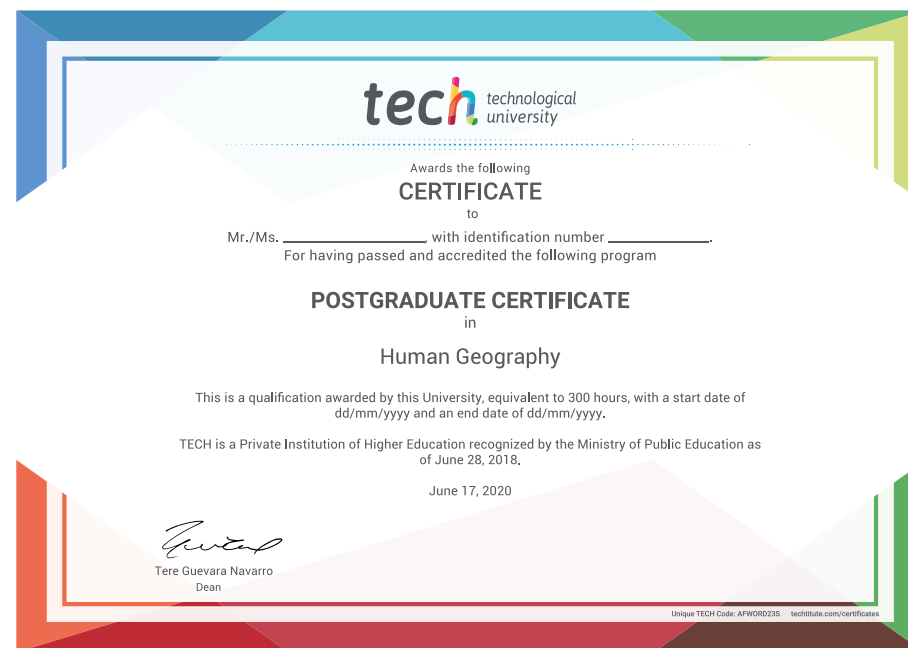 tech technological
university
Awards the following
CERTIFICATE
to
Mr./Ms. ____________________, with identification number ______________.
For having passed and accredited the following program
POSTGRADUATE CERTIFICATE
in
Human Geography
This is a qualification awarded by this University, equivalent to 300 hours, with a start date of
dd/mm/yyyy and an end date of dd/mm/yyyy.
TECH is a Private Institution of Higher Education recognized by the Ministry of Public Education as
of June 28, 2018.
June 17, 2020
Tere Guevara Navarro
Dean
Unique TECH Code: AFWORD23S techtitute.com/certificates